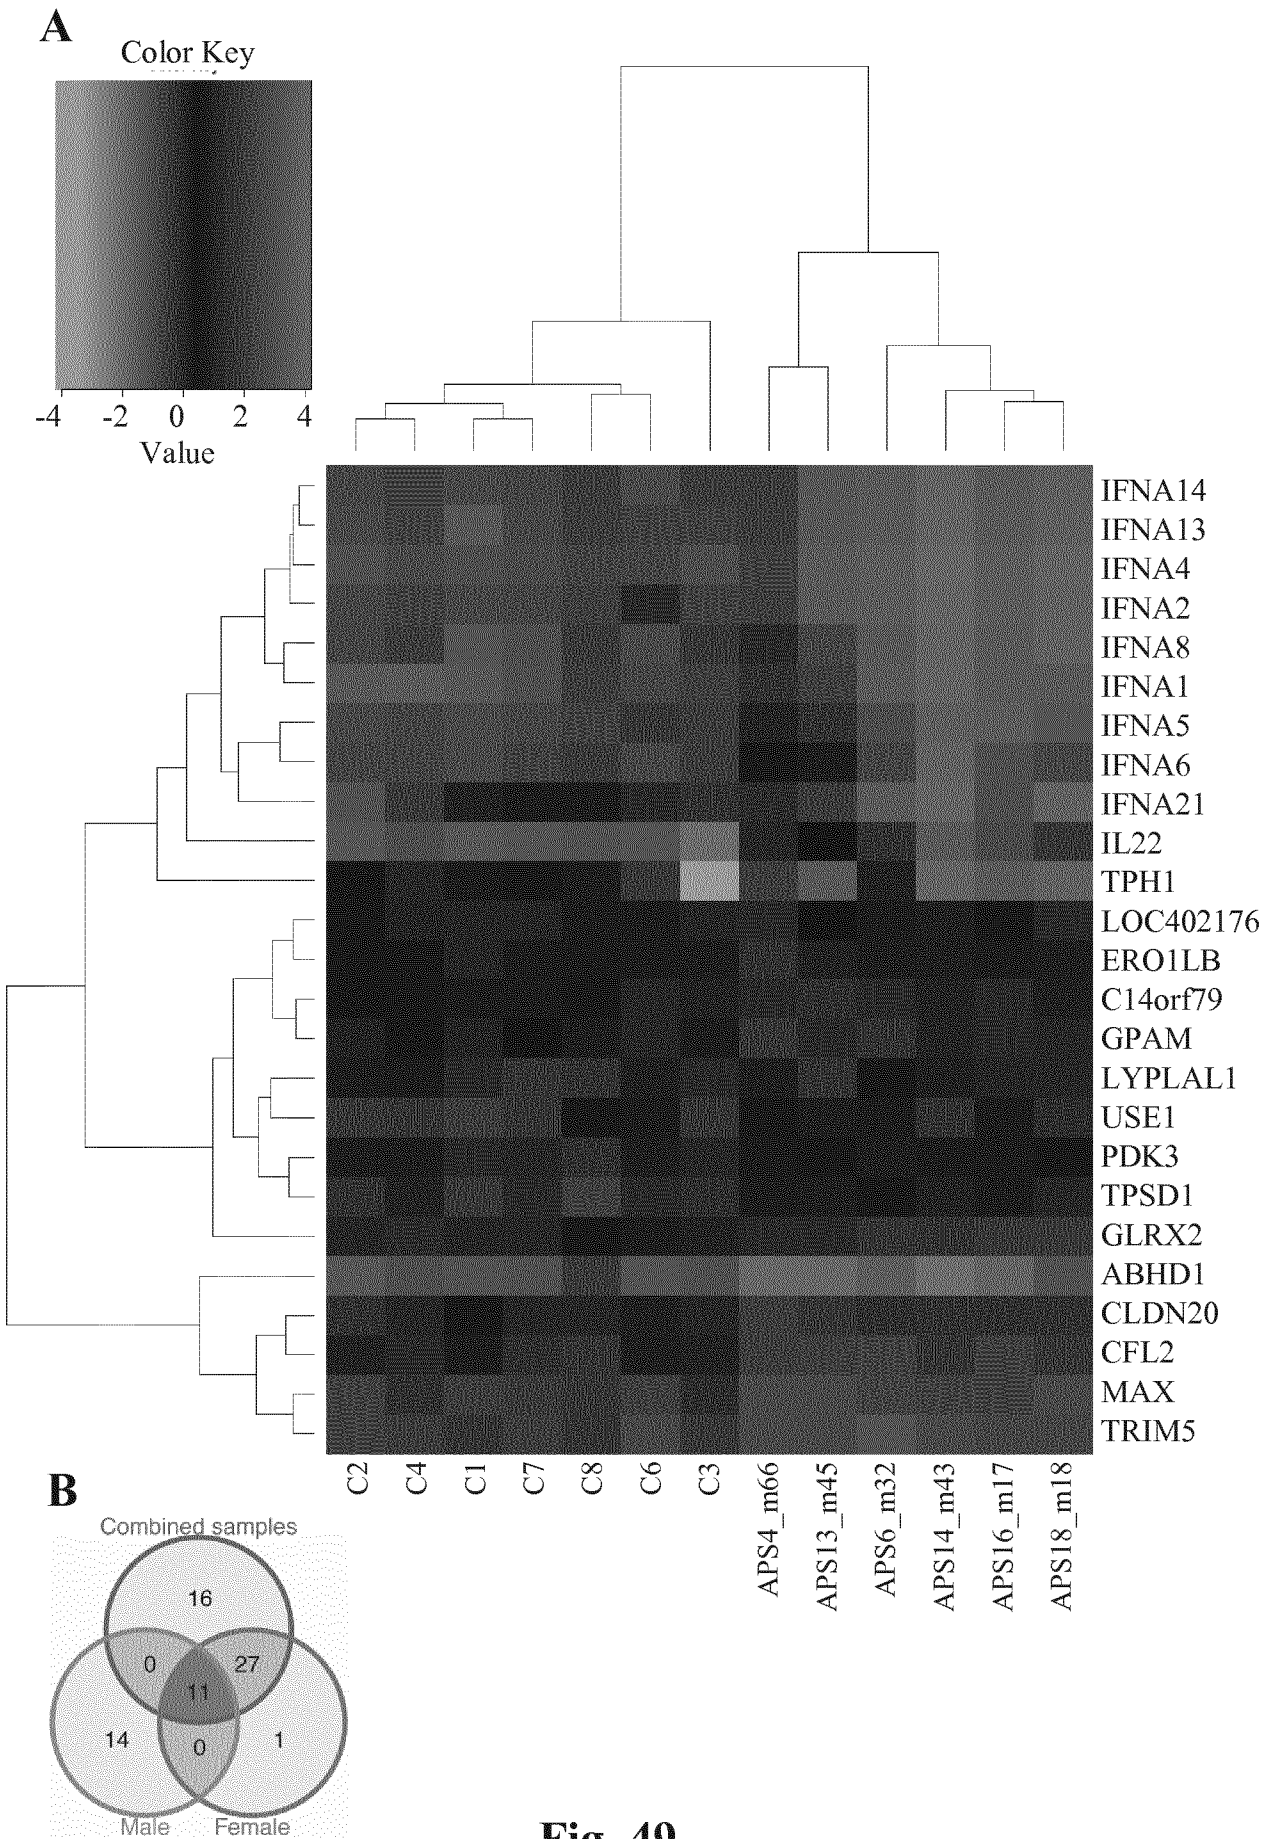 A
Color Key
-4 -2 0 2 4
Value
IFNA14
IFNA13
IFNA4
IFNA2
IFNA8
IFNA1
IFNA5
IFNA6
IFNA21
IL22
TPH1
LOC402176
ERO1LB
C14orf79
GPAM
LYPLAL1
USE1
PDK3
TPSD1
GLRX2
ABHD1
CLDN20
CFL2
MAX
TRIM5
C2 C4 C1 C7 C8 C6 C3 APS4_m66 APS13_m45 APS6_m32 APS14_m43 APS16_m17 APS18_m18
B
Combined samples
16
0 27
11
14 0 1
Male Female
Fig. 49